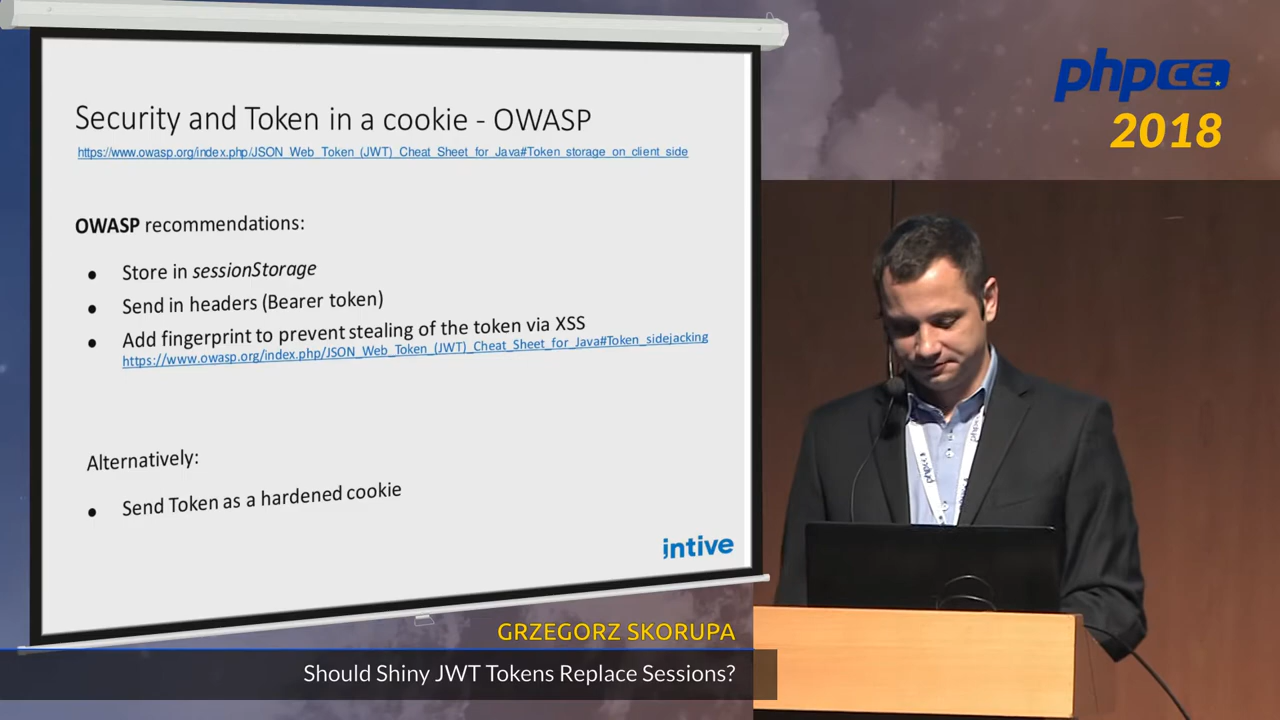 Security and Token in a cookie - OWASP
https://www.owasp.org/index.php/JSON_Web_Token_(JWT)_Cheat_Sheet_for_Java#Token_storage_on_client_side
OWASP recommendations:
● Store in sessionStorage
● Send in headers (Bearer token)
● Add fingerprint to prevent stealing of the token via XSS
https://www.owasp.org/index.php/JSON_Web_Token_(JWT)_Cheat_Sheet_for_Java#Token_sidejacking
Alternatively:
● Send Token as a hardened cookie
intive
phpce
2018
phpce
phpce
GRZEGORZ SKORUPA
Should Shiny JWT Tokens Replace Sessions?